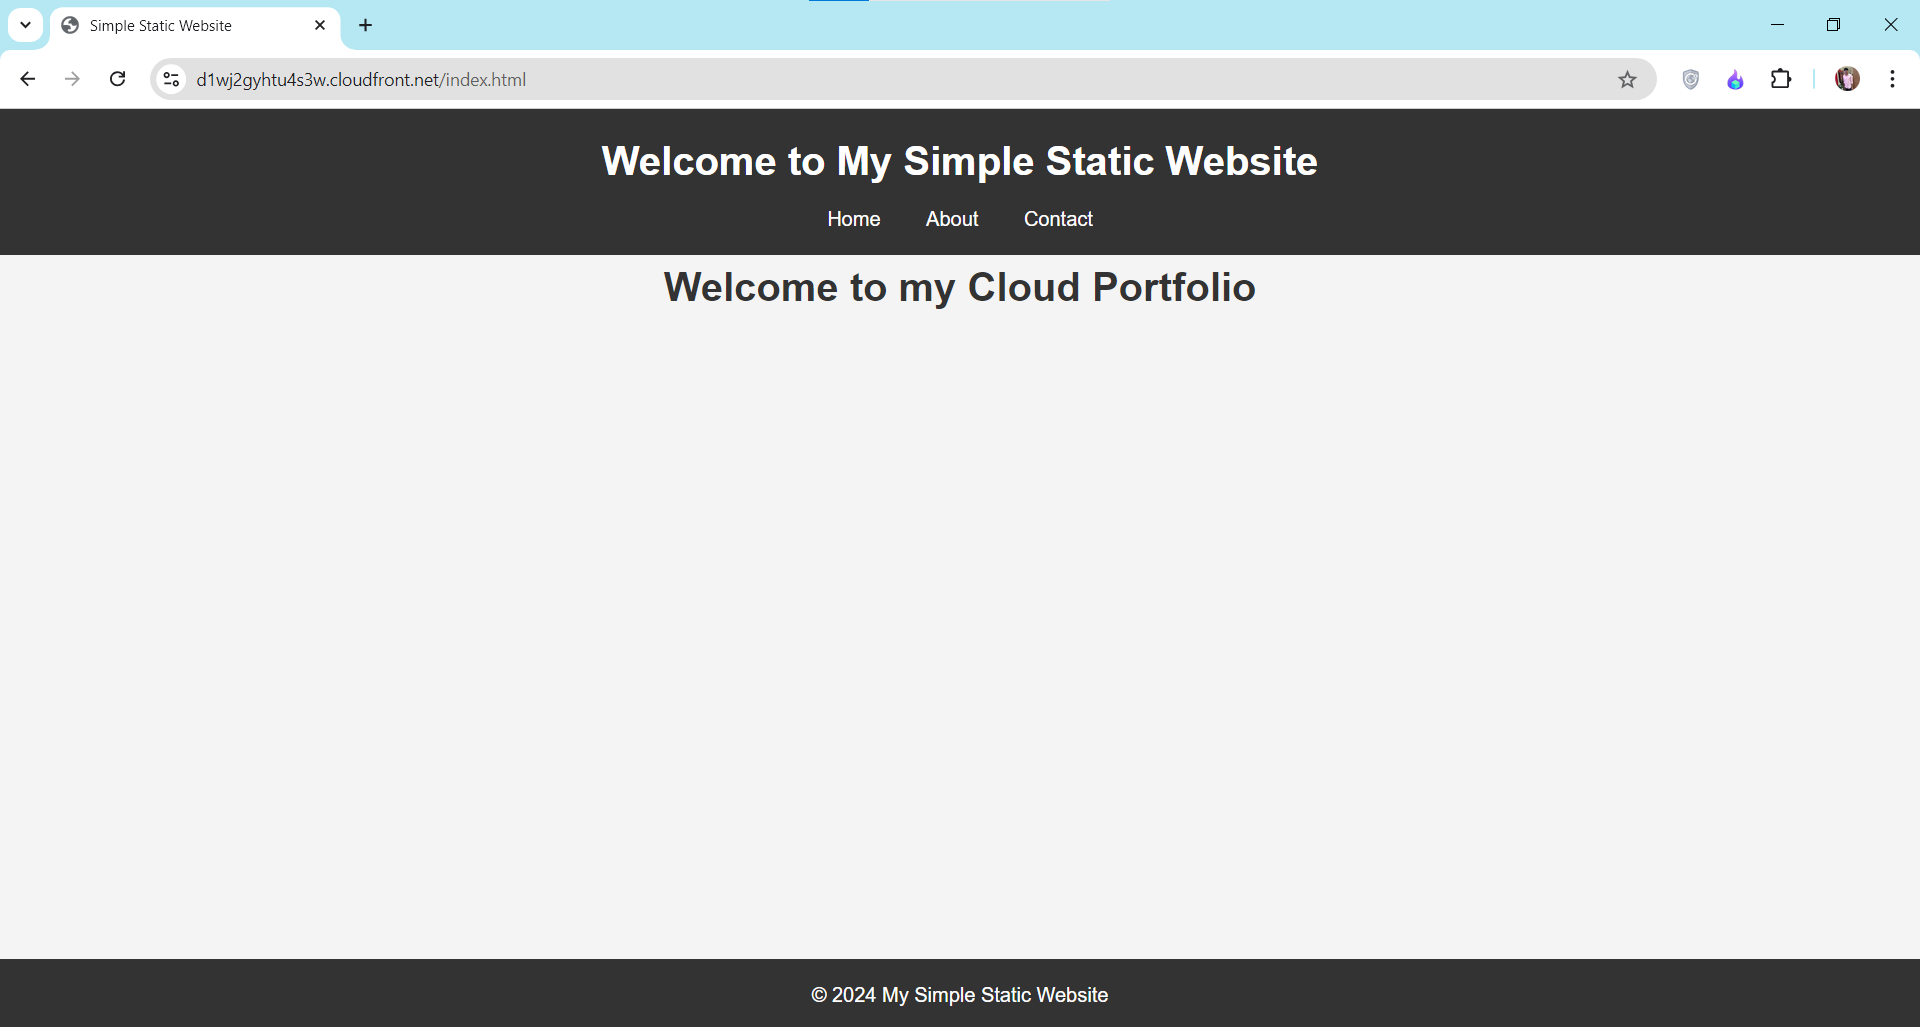 Simple Static Website
d1wj2gyhtu4s3w.cloudfront.net/index.html
Welcome to My Simple Static Website
Home About Contact
Welcome to my Cloud Portfolio
© 2024 My Simple Static Website